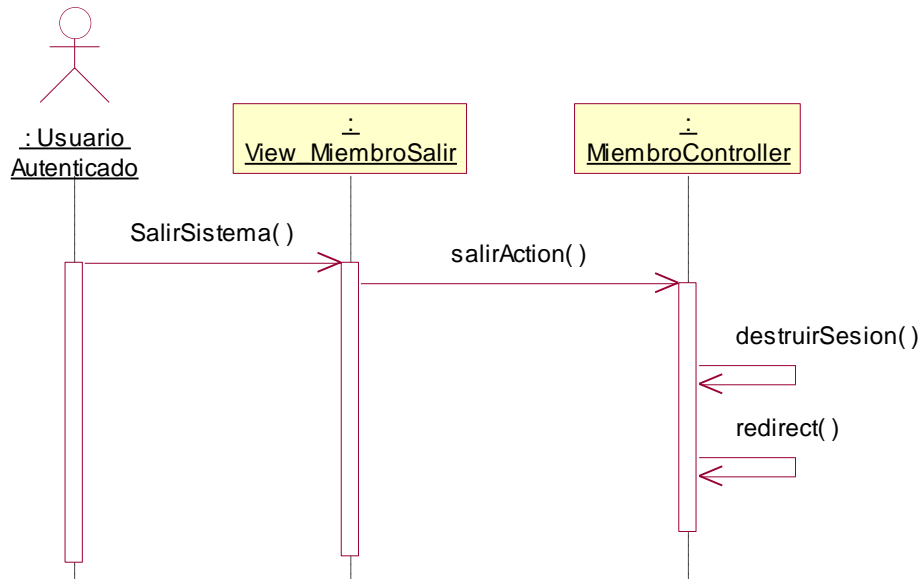 : Usuario
Autenticado
:
View_MiembroSalir
:
MiembroController
SalirSistema( )
salirAction( )
destruirSesion( )
redirect( )